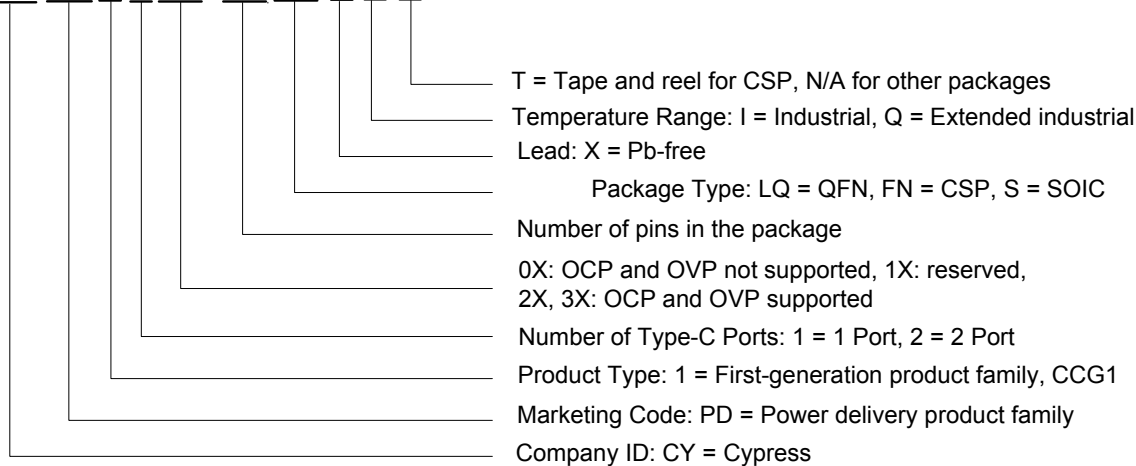 T = Tape and reel for CSP, N/A for other packages
Temperature Range: I = Industrial, Q = Extended industrial
Lead: X = Pb-free
Package Type: LQ = QFN, FN = CSP, S = SOIC
Number of pins in the package
0X: OCP and OVP not supported, 1X: reserved,
2X, 3X: OCP and OVP supported
Number of Type-C Ports: 1 = 1 Port, 2 = 2 Port
Product Type: 1 = First-generation product family, CCG1
Marketing Code: PD = Power delivery product family
Company ID: CY = Cypress